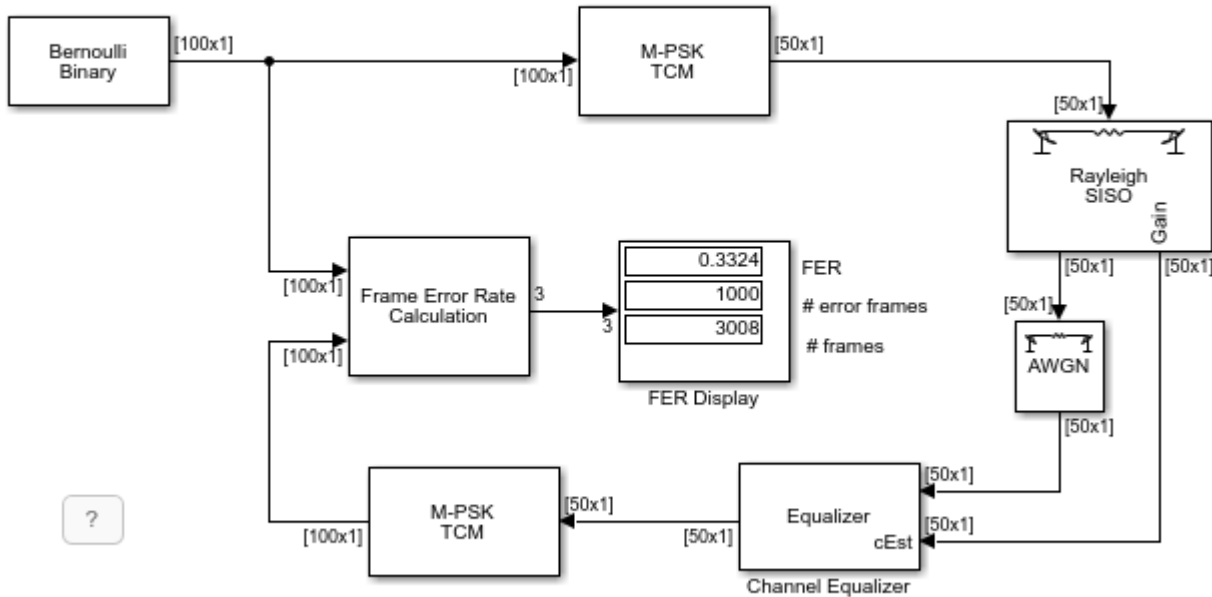 Bernoulli
Binary
[100x1]
[100x1]
M-PSK
TCM
[50x1]
[50x1]
Rayleigh
SISO
Gain
[50x1]
[50x1]
[50x1]
AWGN
[50x1]
[100x1]
[100x1]
Frame Error Rate
Calculation
3
3
0.3324
1000
3008
FER
# error frames
# frames
FER Display
?
[100x1]
M-PSK
TCM
[50x1]
[50x1]
Equalizer
cEst
[50x1]
[50x1]
Channel Equalizer